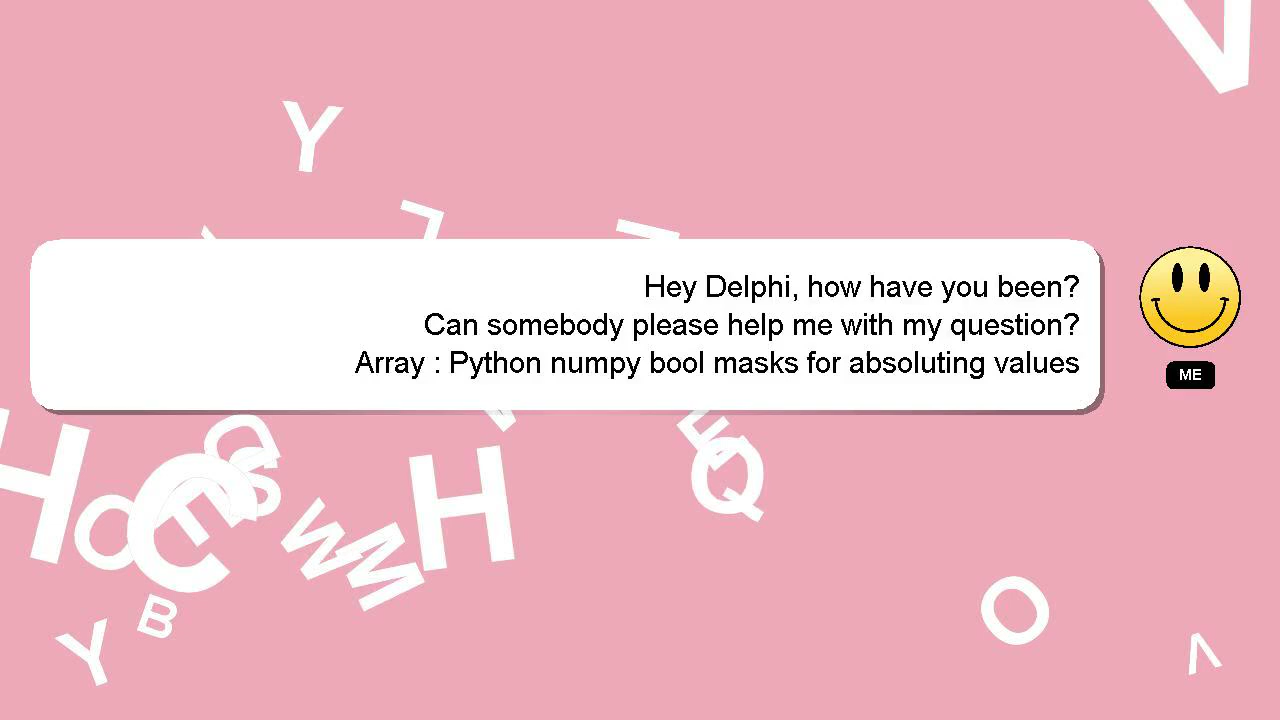 Hey Delphi, how have you been?
Can somebody please help me with my question?
Array : Python numpy bool masks for absoluting values
ME
V
Y
H
O
C
S
W
M
H
E
Q
O
B
Y
V